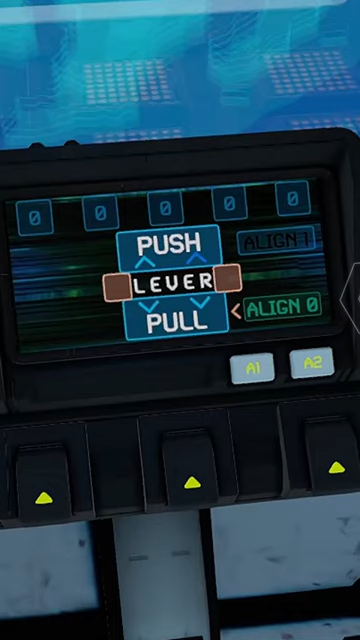 0 0 0 0 0
PUSH
ALIGN 1
LEVER
PULL
ALIGN 0
A1 A2